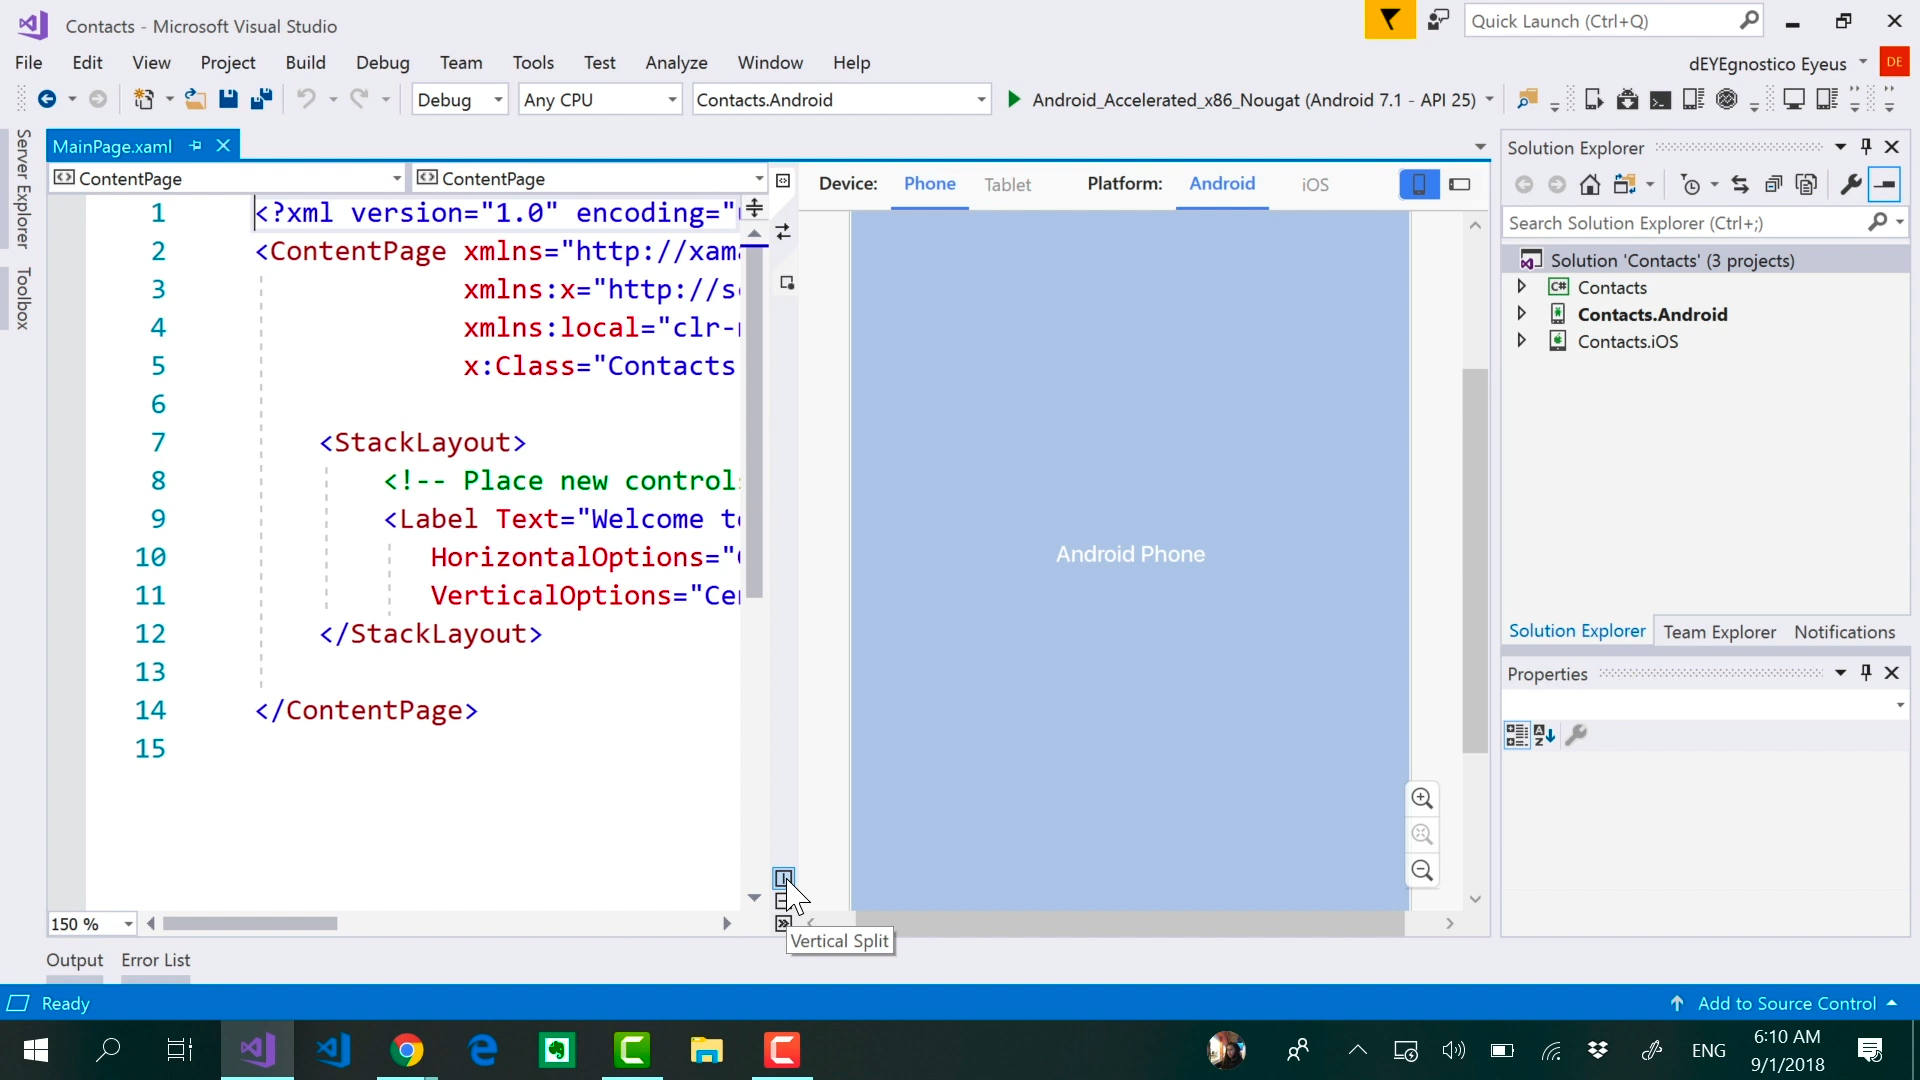 Contacts - Microsoft Visual Studio
Quick Launch (Ctrl+Q)
File Edit View Project Build Debug Team Tools Test Analyze Window Help
dEYEgnostico Eyeus DE
Debug Any CPU Contacts.Android Android_Accelerated_x86_Nougat (Android 7.1 - API 25)
Server Explorer
Toolbox
MainPage.xaml
ContentPage ContentPage
Device: Phone Tablet Platform: Android iOS
1 <?xml version="1.0" encoding="
2 <ContentPage xmlns="http://xam
3 xmlns:x="http://s
4 xmlns:local="clr-
5 x:Class="Contacts
6
7 <StackLayout>
8 <!-- Place new control
9 <Label Text="Welcome t
10 HorizontalOptions="
11 VerticalOptions="Ce
12 </StackLayout>
13
14 </ContentPage>
15
150 %
Android Phone
Vertical Split
Solution Explorer
Search Solution Explorer (Ctrl+;)
Solution 'Contacts' (3 projects)
C# Contacts
Contacts.Android
Contacts.iOS
Solution Explorer Team Explorer Notifications
Properties
Output Error List
Ready
Add to Source Control
ENG
6:10 AM
9/1/2018